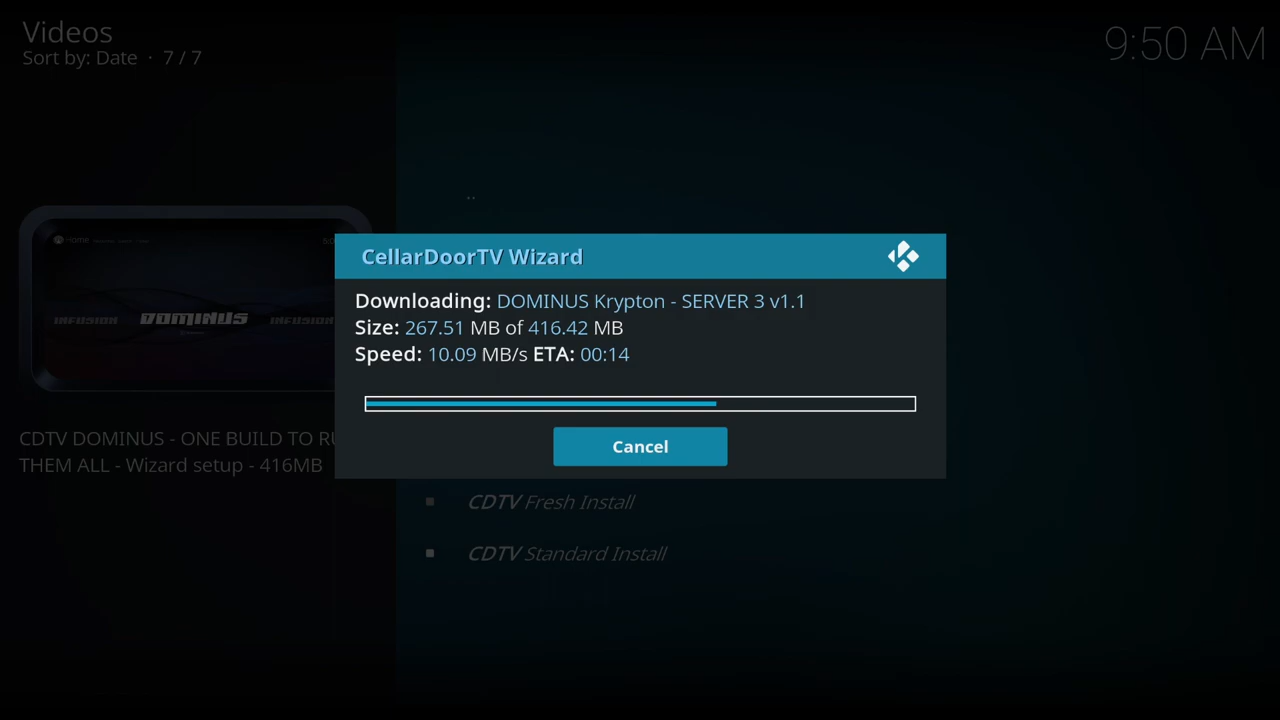 Videos
Sort by: Date · 7 / 7
9:50 AM
..
CellarDoorTV Wizard
Downloading: DOMINUS Krypton - SERVER 3 v1.1
Size: 267.51 MB of 416.42 MB
Speed: 10.09 MB/s ETA: 00:14
Cancel
INFUSION DOMINUS INFUSION
CDTV DOMINUS - ONE BUILD TO RU
THEM ALL - Wizard setup - 416MB
CDTV Fresh Install
CDTV Standard Install